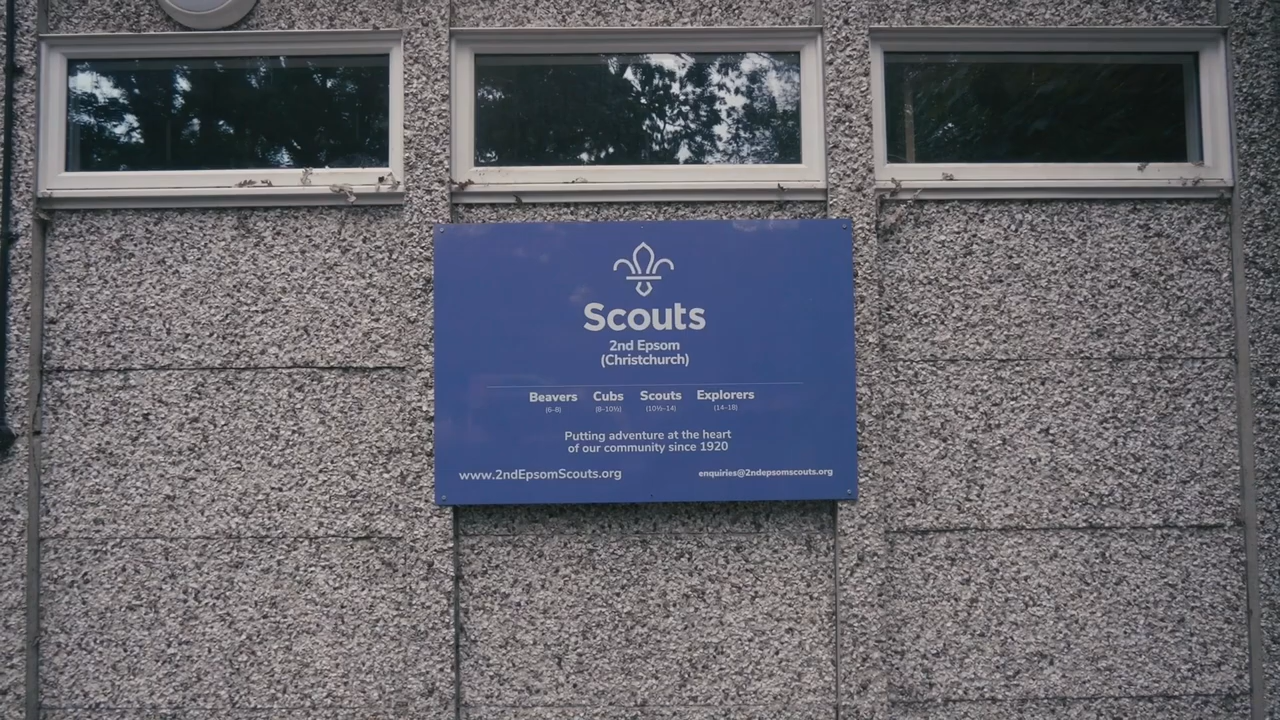 Scouts
2nd Epsom
(Christchurch)
Beavers Cubs Scouts Explorers
(6–8) (8–10½) (10½–14) (14–18)
Putting adventure at the heart
of our community since 1920
www.2ndEpsomScouts.org enquiries@2ndepsomscouts.org